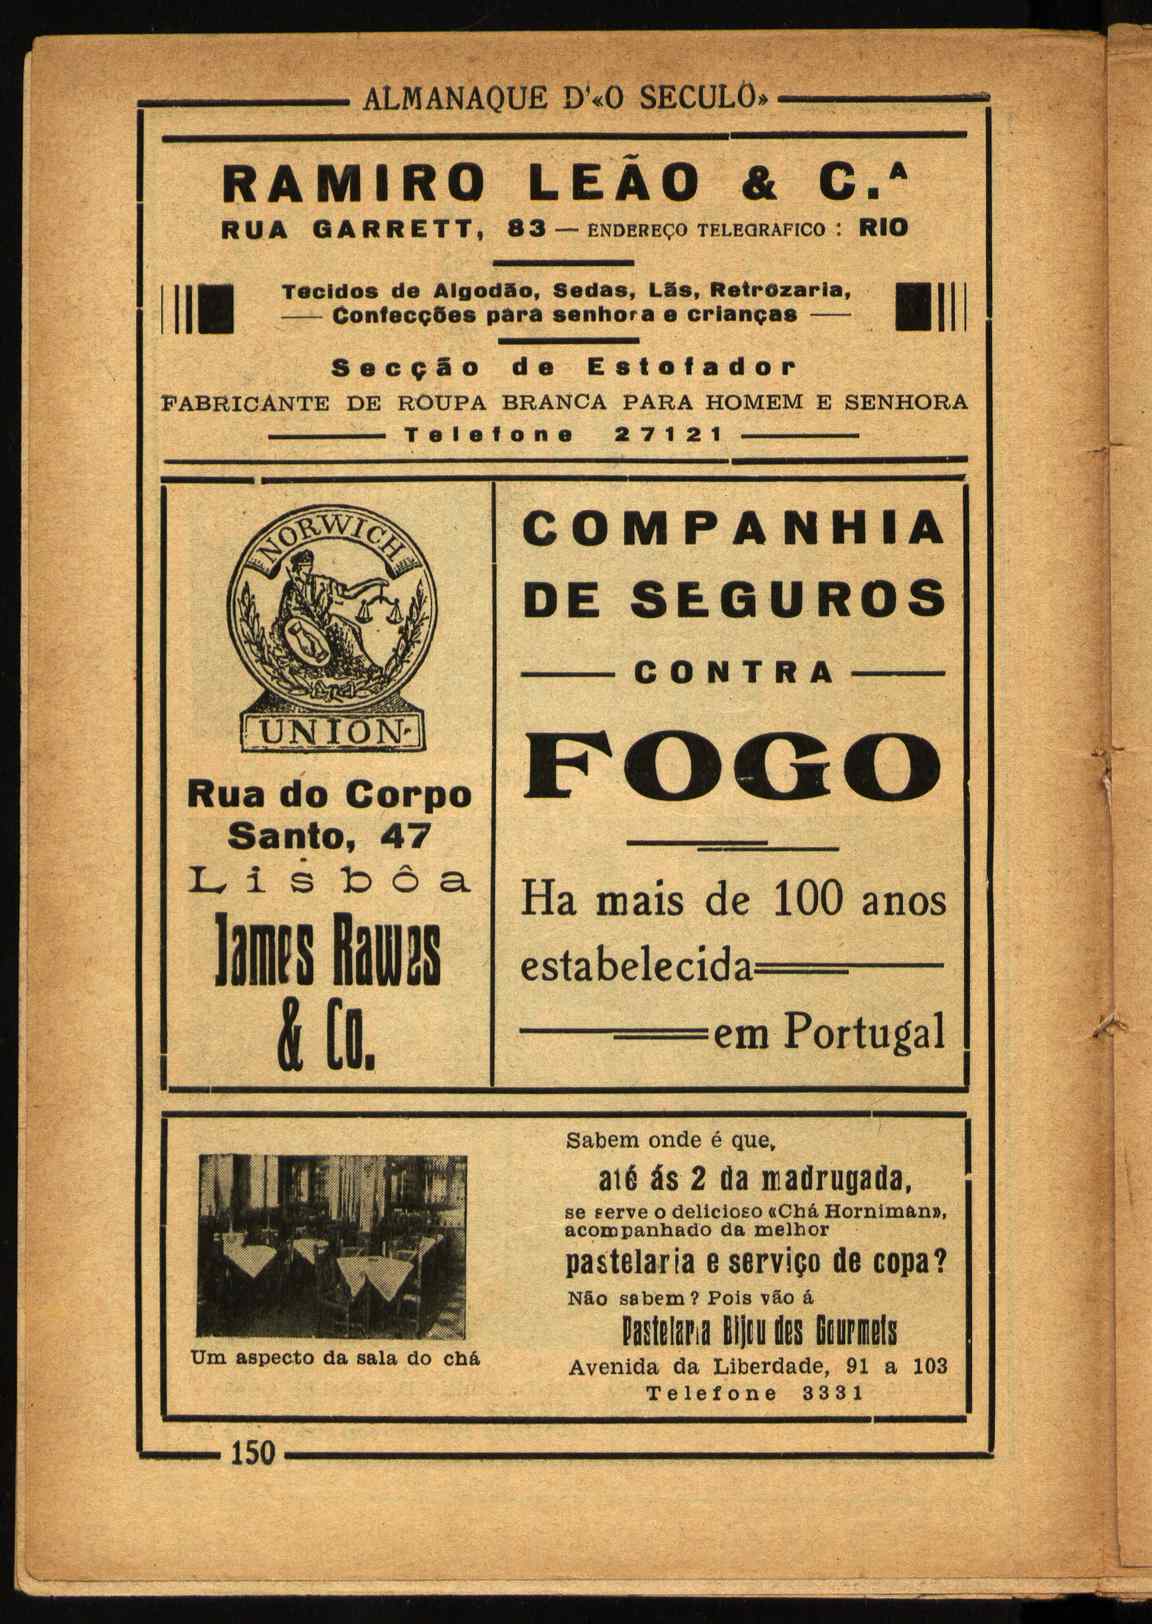 ALMANAQUE D'«O SECULO»
RAMIRO LEÃO & C.ᴬ
RUA GARRETT, 83 — ENDEREÇO TELEGRAFICO : RIO
Tecidos de Algodão, Sedas, Lãs, Retrozaria,
Confecções para senhora e crianças
Secção de Estofador
FABRICANTE DE ROUPA BRANCA PARA HOMEM E SENHORA
Telefone 27121
NORWICH
UNION
Rua do Corpo
Santo, 47
Lisbôa
James Rawes
& Co.
COMPANHIA
DE SEGUROS
CONTRA
FOGO
Ha mais de 100 anos
estabelecida
em Portugal
Um aspecto da sala do chá
Sabem onde é que,
até ás 2 da madrugada,
se serve o delicioso «Chá Horniman»,
acompanhado da melhor
pastelaria e serviço de copa?
Não sabem? Pois vão á
Pastelaria Bijou des Gourmets
Avenida da Liberdade, 91 a 103
Telefone 3331
150